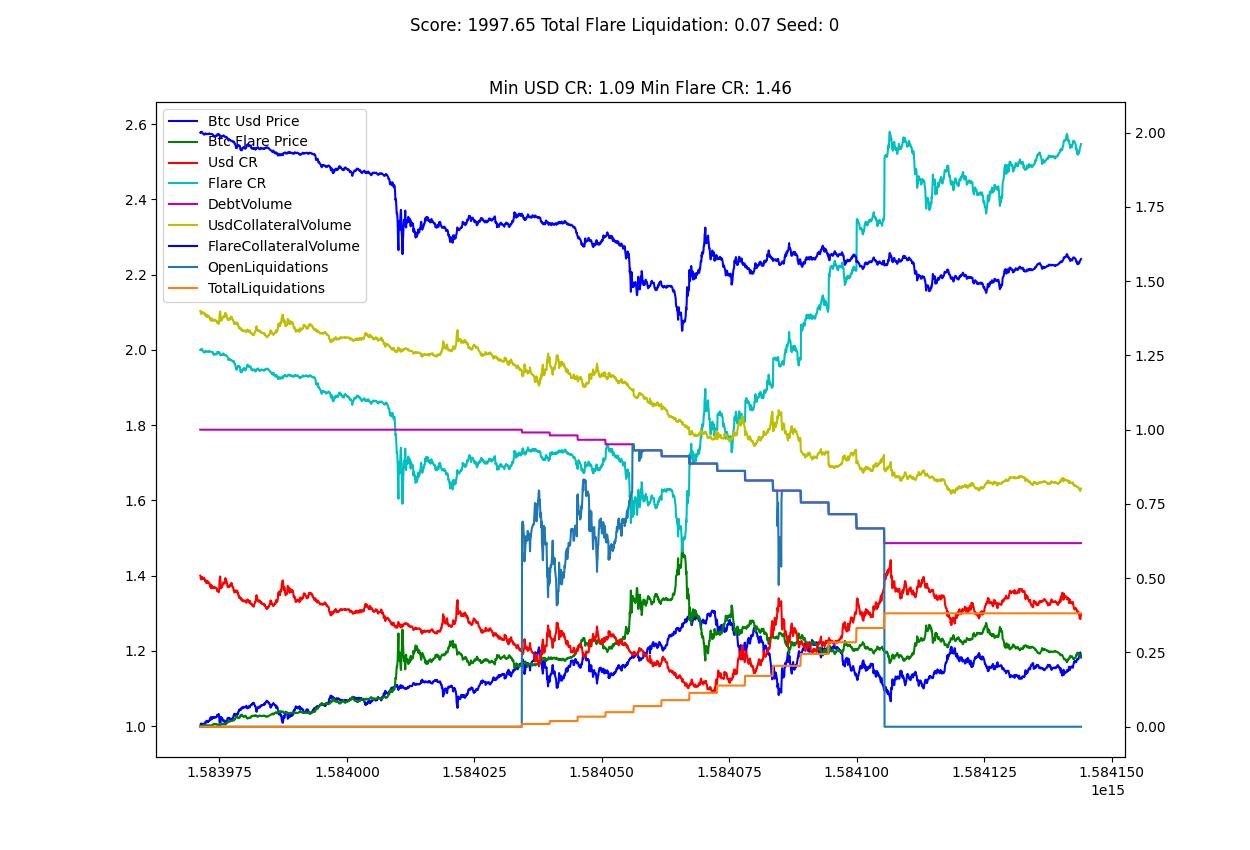 Score: 1997.65 Total Flare Liquidation: 0.07 Seed: 0
Min USD CR: 1.09 Min Flare CR: 1.46
Btc Usd Price
Btc Flare Price
Usd CR
Flare CR
DebtVolume
UsdCollateralVolume
FlareCollateralVolume
OpenLiquidations
TotalLiquidations
2.6
2.4
2.2
2.0
1.8
1.6
1.4
1.2
1.0
2.00
1.75
1.50
1.25
1.00
0.75
0.50
0.25
0.00
1.583975 1.584000 1.584025 1.584050 1.584075 1.584100 1.584125 1.584150
1e15